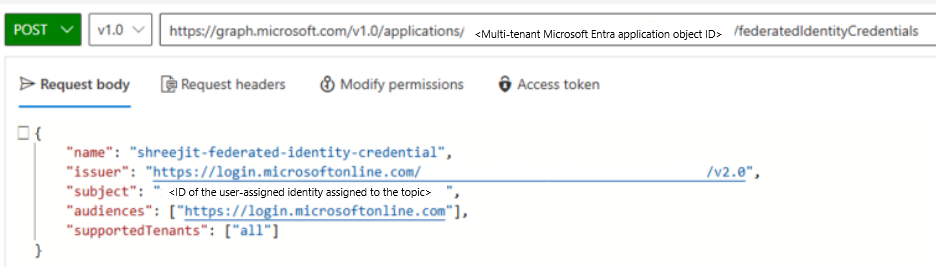 POST v1.0 https://graph.microsoft.com/v1.0/applications/ <Multi-tenant Microsoft Entra application object ID> /federatedIdentityCredentials
Request body Request headers Modify permissions Access token
{
"name": "shreejit-federated-identity-credential",
"issuer": "https://login.microsoftonline.com/ /v2.0",
"subject": " <ID of the user-assigned identity assigned to the topic> ",
"audiences": ["https://login.microsoftonline.com"],
"supportedTenants": ["all"]
}